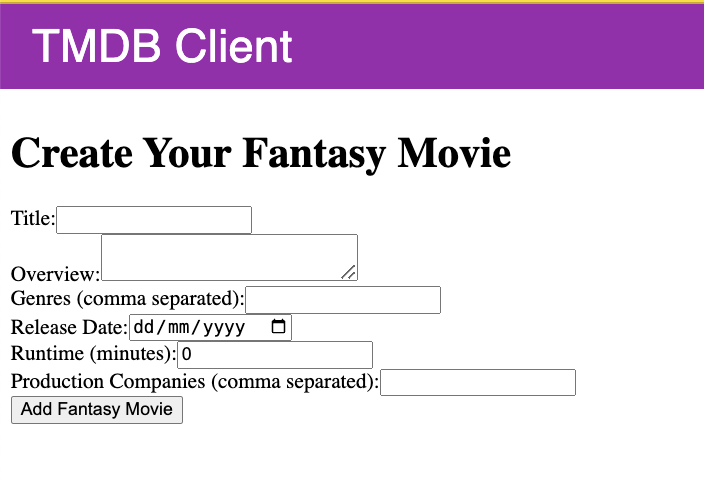 TMDB Client
Create Your Fantasy Movie
Title:
Overview:
Genres (comma separated):
Release Date: dd/mm/yyyy
Runtime (minutes): 0
Production Companies (comma separated):
Add Fantasy Movie